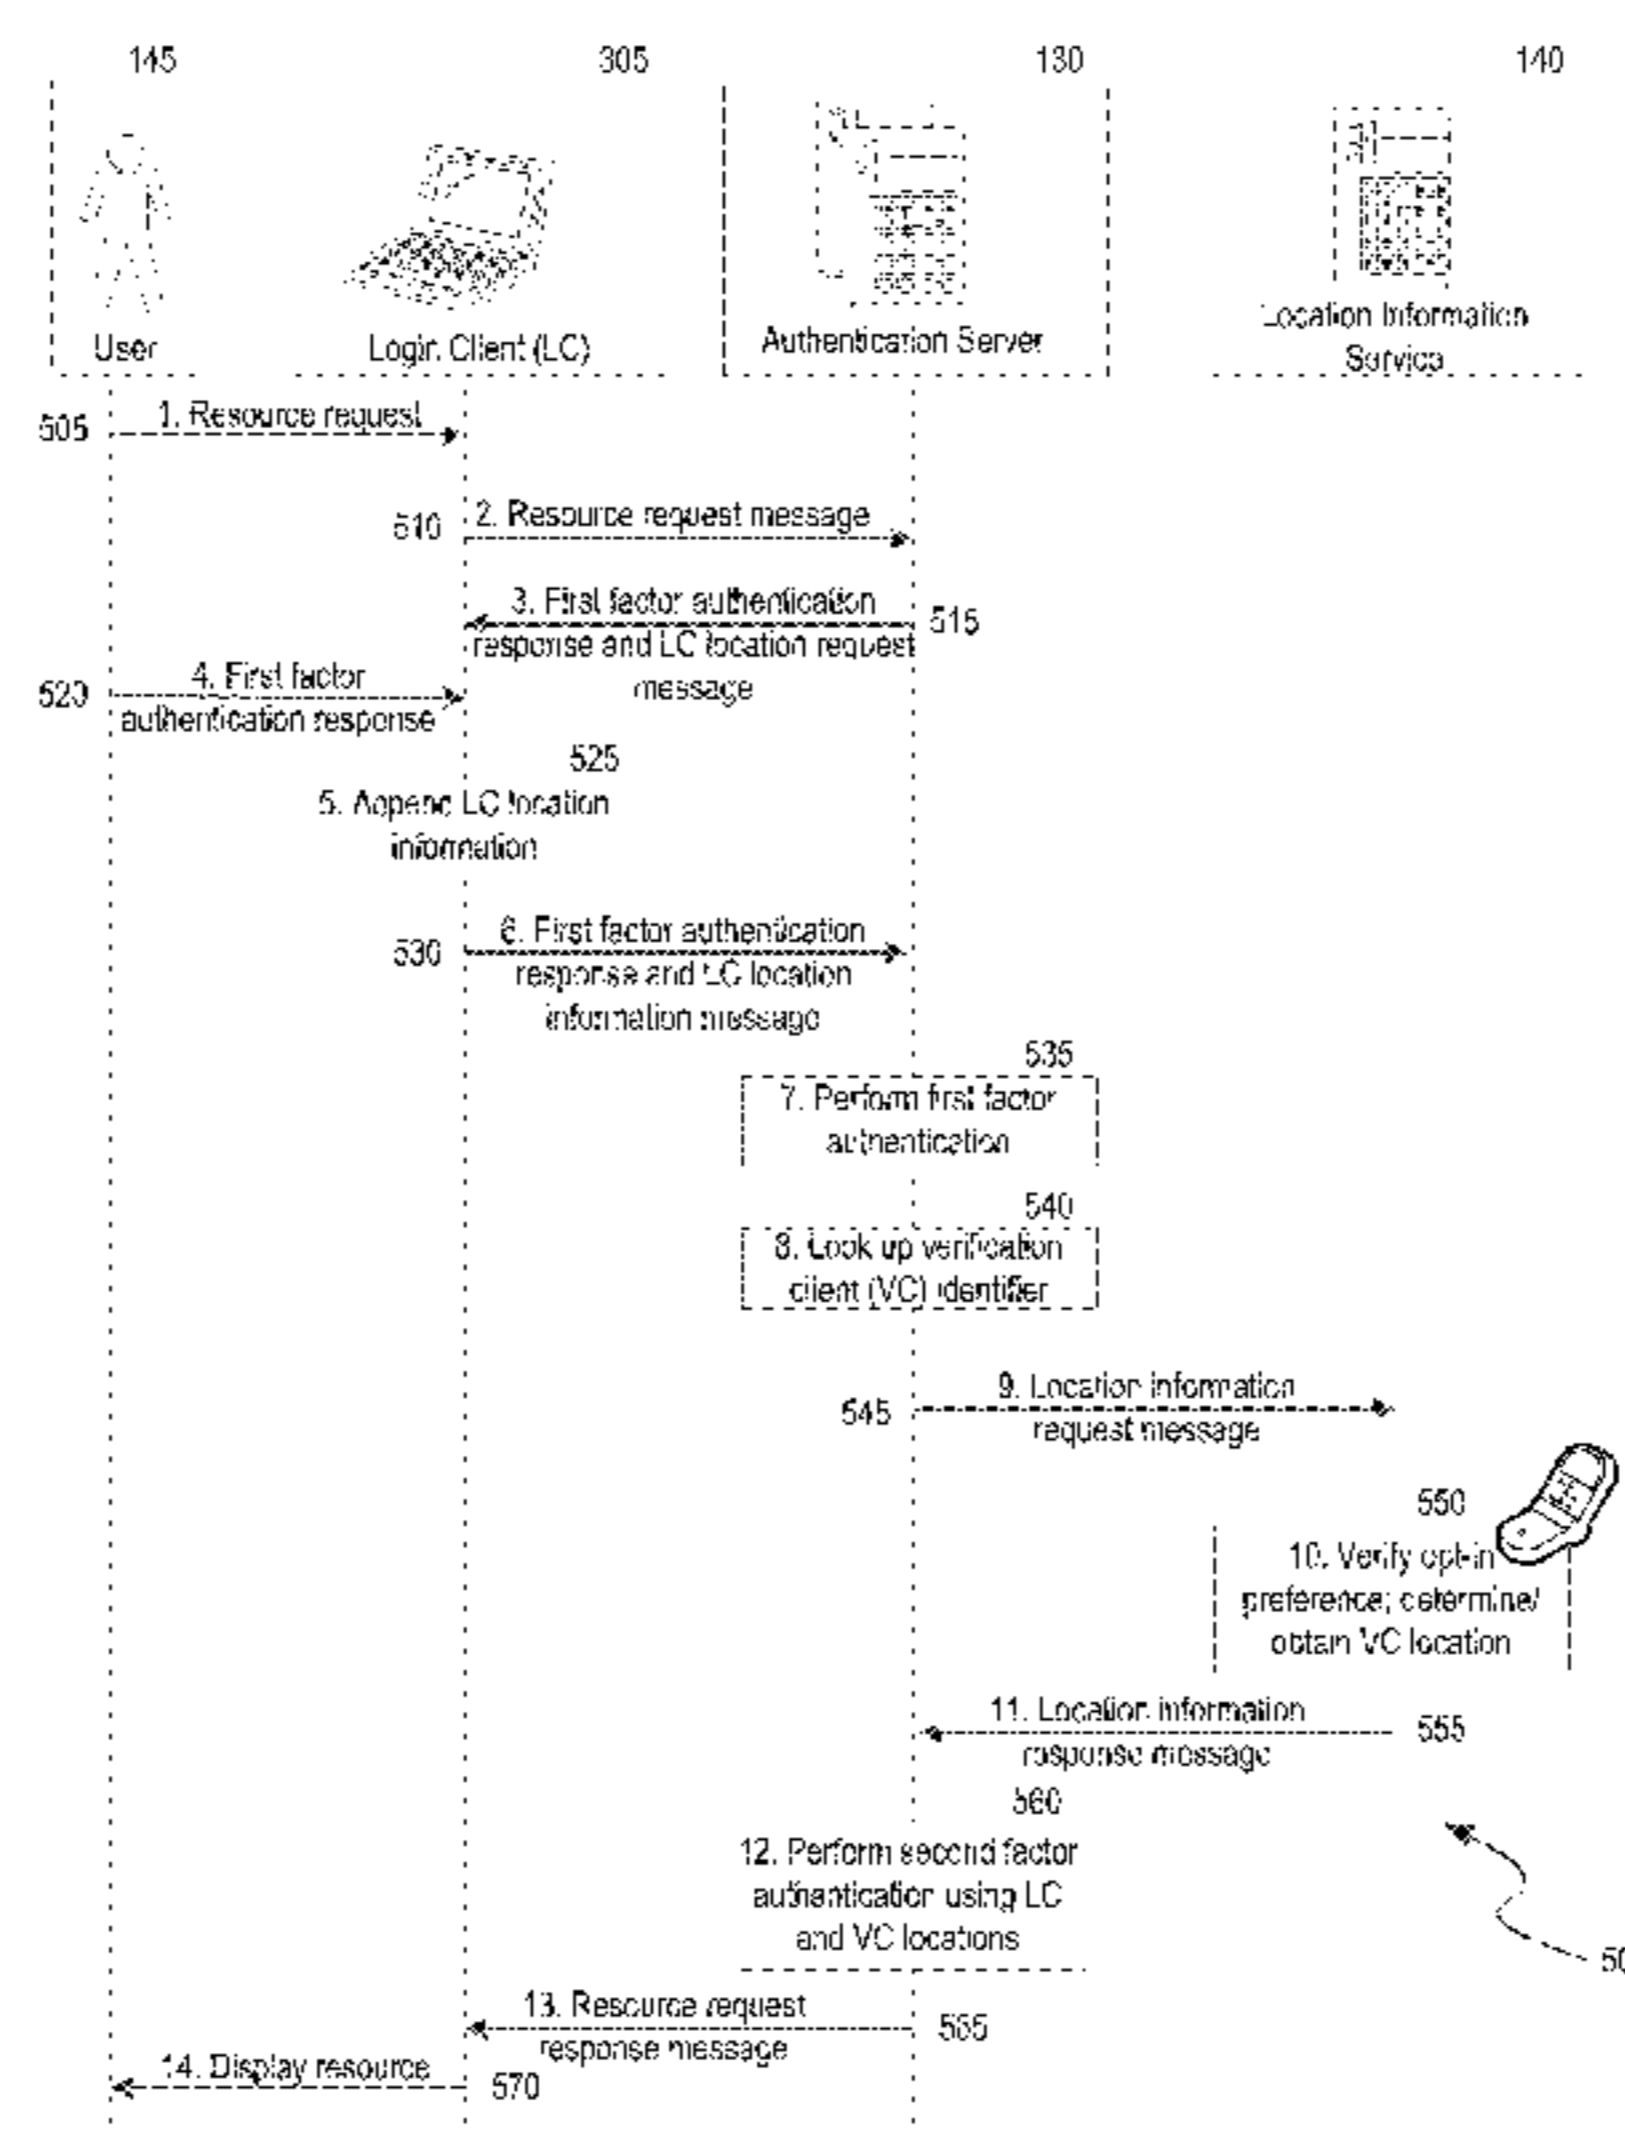 145
305
130
140
User
Login Client (LC)
Authentication Server
Location Information
Service
505
1. Resource request
510
2. Resource request message
3. First factor authentication
515
response and LC location request
message
520
4. First factor
authentication response
525
5. Append LC location
information
530
6. First factor authentication
response and LC location
information message
535
7. Perform first factor
authentication
540
8. Look up verification
client (VC) identifier
545
9. Location information
request message
550
10. Verify opt-in
preference; determine/
obtain VC location
11. Location information
555
response message
560
12. Perform second factor
authentication using LC
and VC locations
50
13. Resource request
565
response message
14. Display resource
570